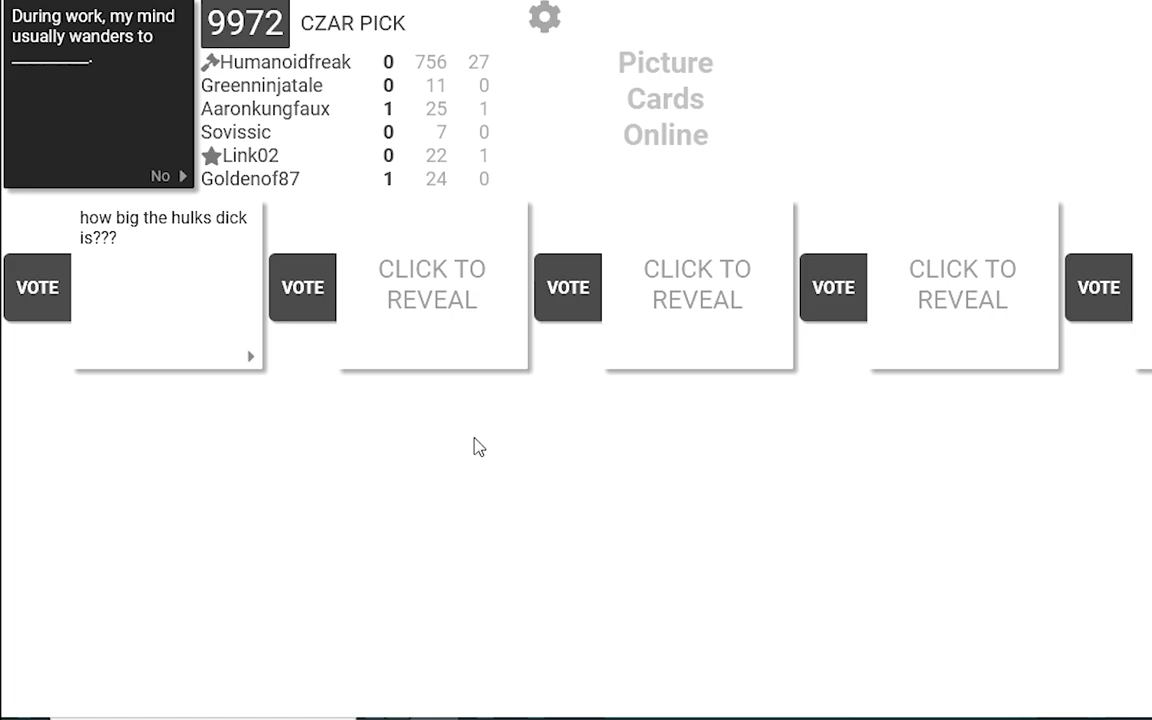 During work, my mind
usually wanders to
_________.
No
9972 CZAR PICK
Humanoidfreak 0 756 27
Greenninjatale 0 11 0
Aaronkungfaux 1 25 1
Sovissic 0 7 0
Link02 0 22 1
Goldenof87 1 24 0
Picture
Cards
Online
VOTE
how big the hulks dick
is???
VOTE
CLICK TO
REVEAL
VOTE
CLICK TO
REVEAL
VOTE
CLICK TO
REVEAL
VOTE